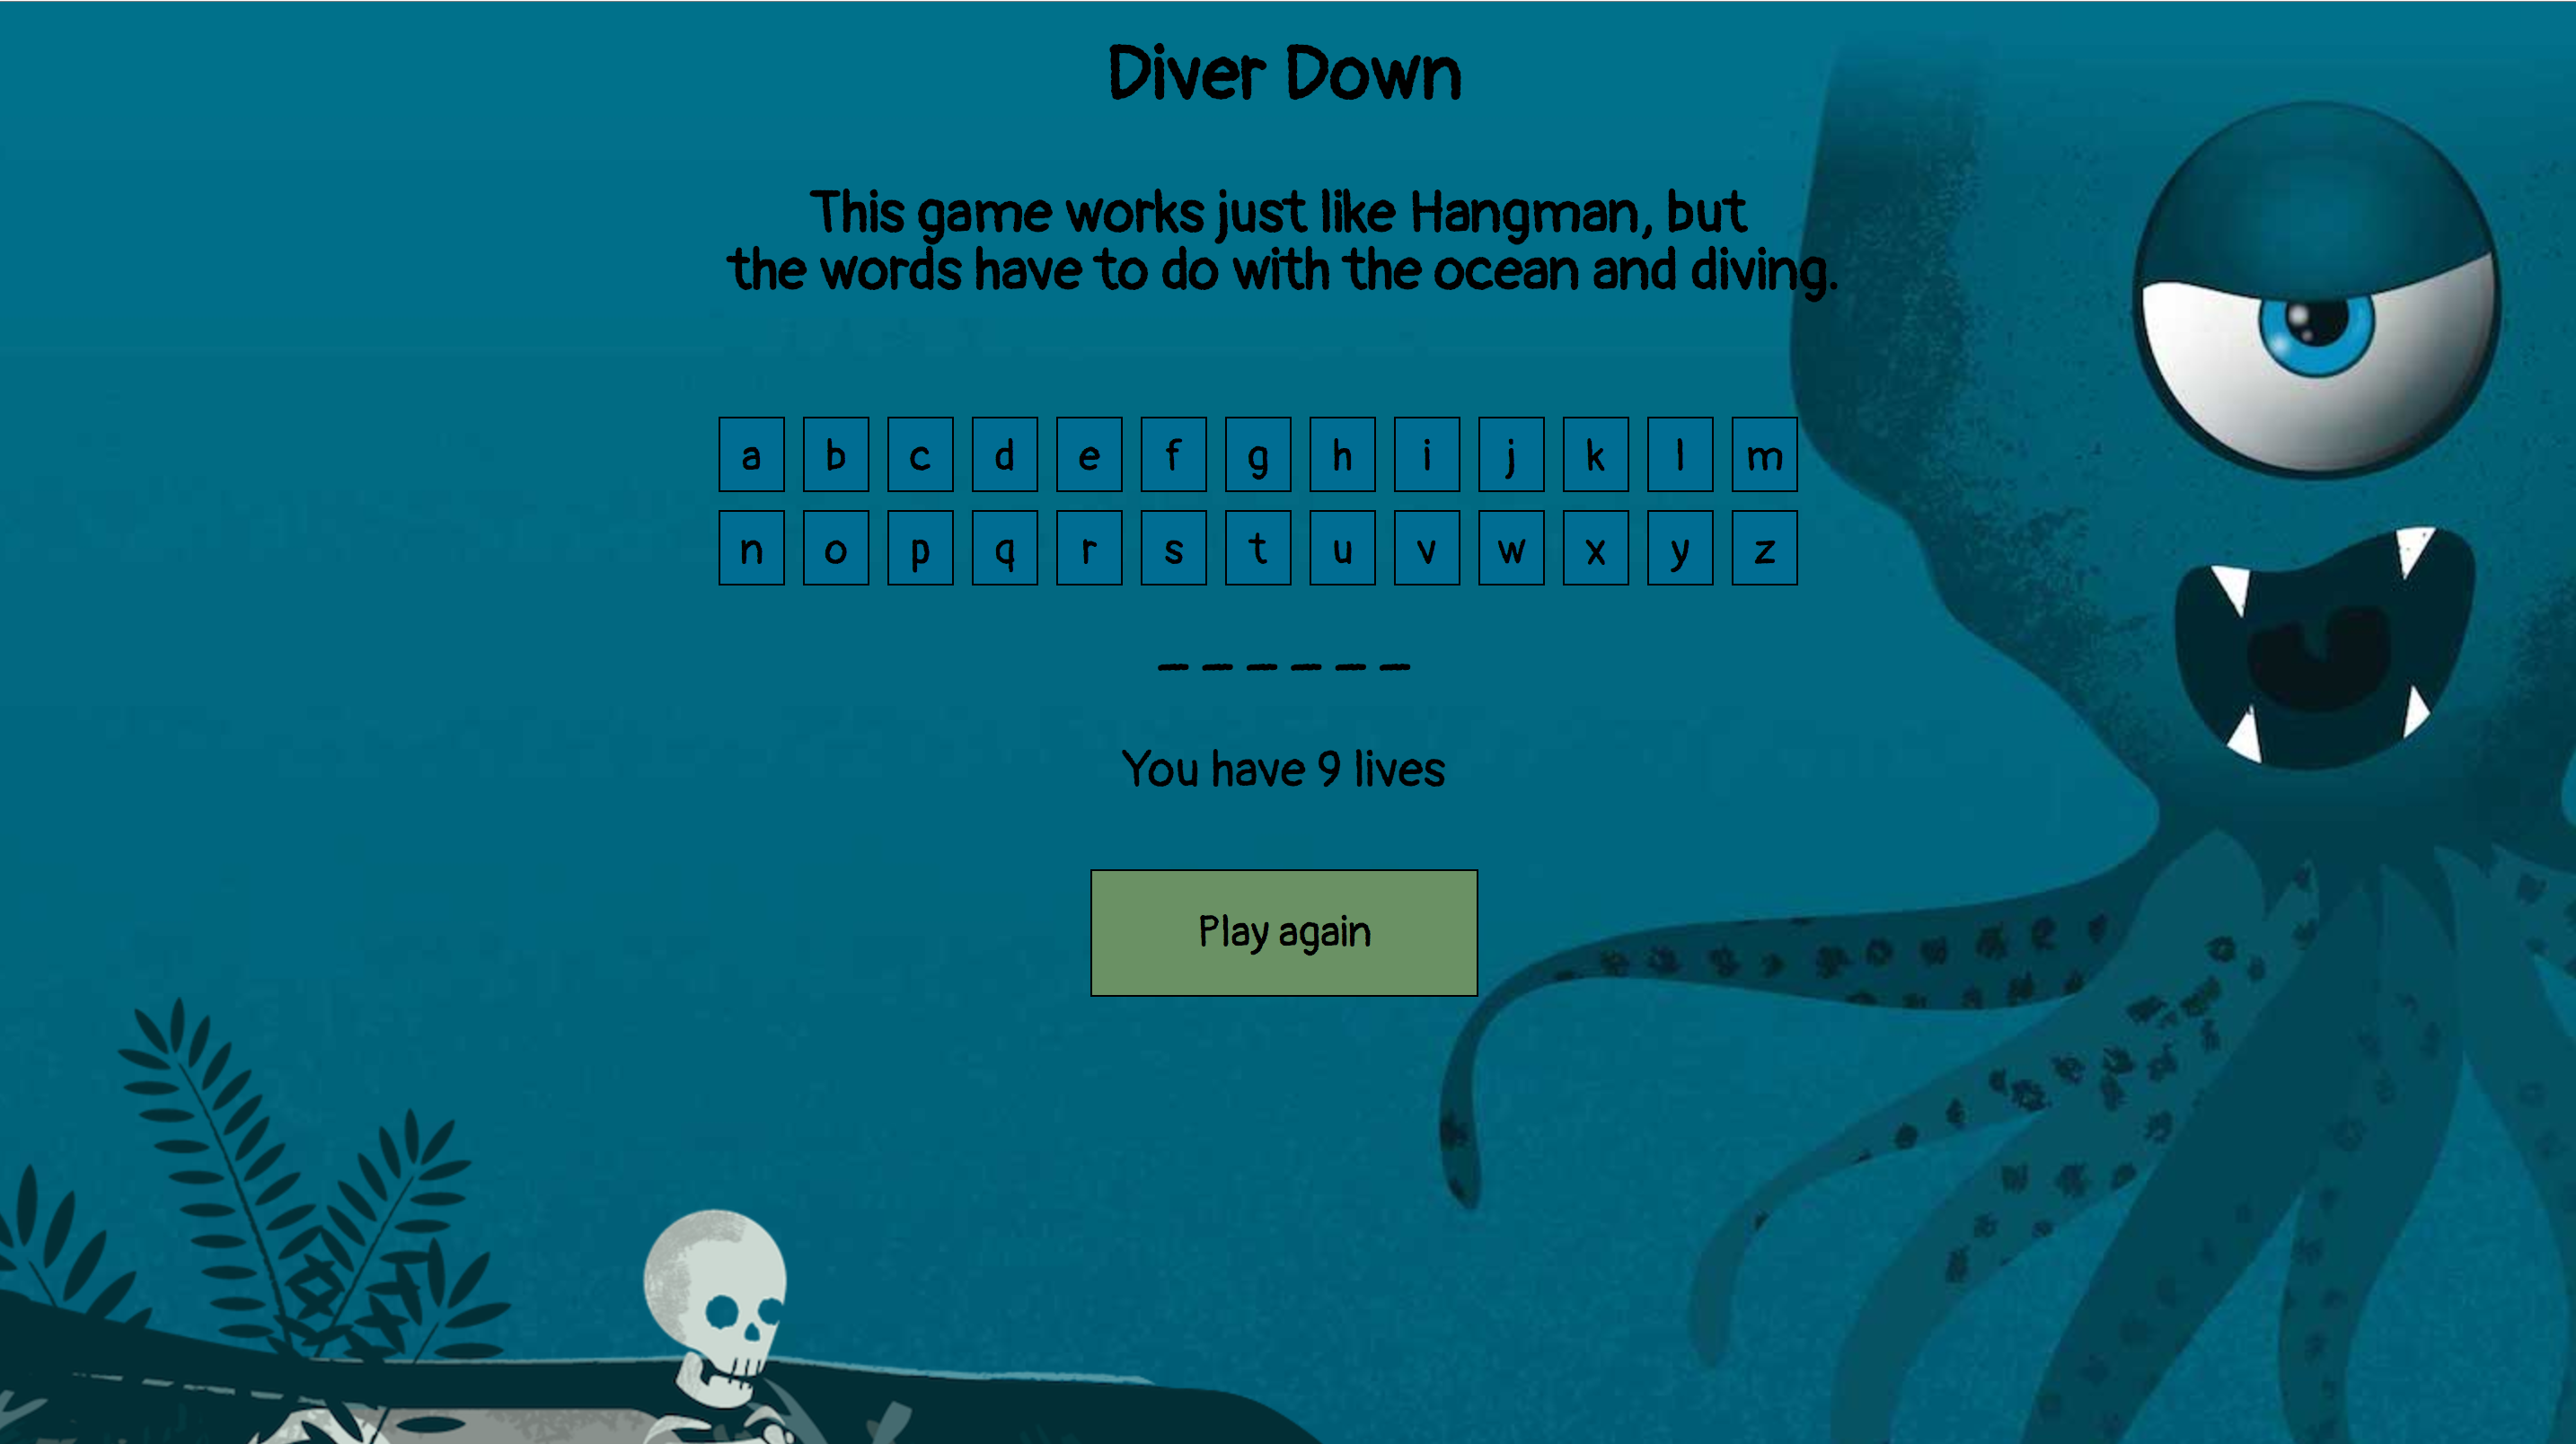 Diver Down
This game works just like Hangman, but
the words have to do with the ocean and diving.
a b c d e f g h i j k l m
n o p q r s t u v w x y z
_ _ _ _ _ _
You have 9 lives
Play again